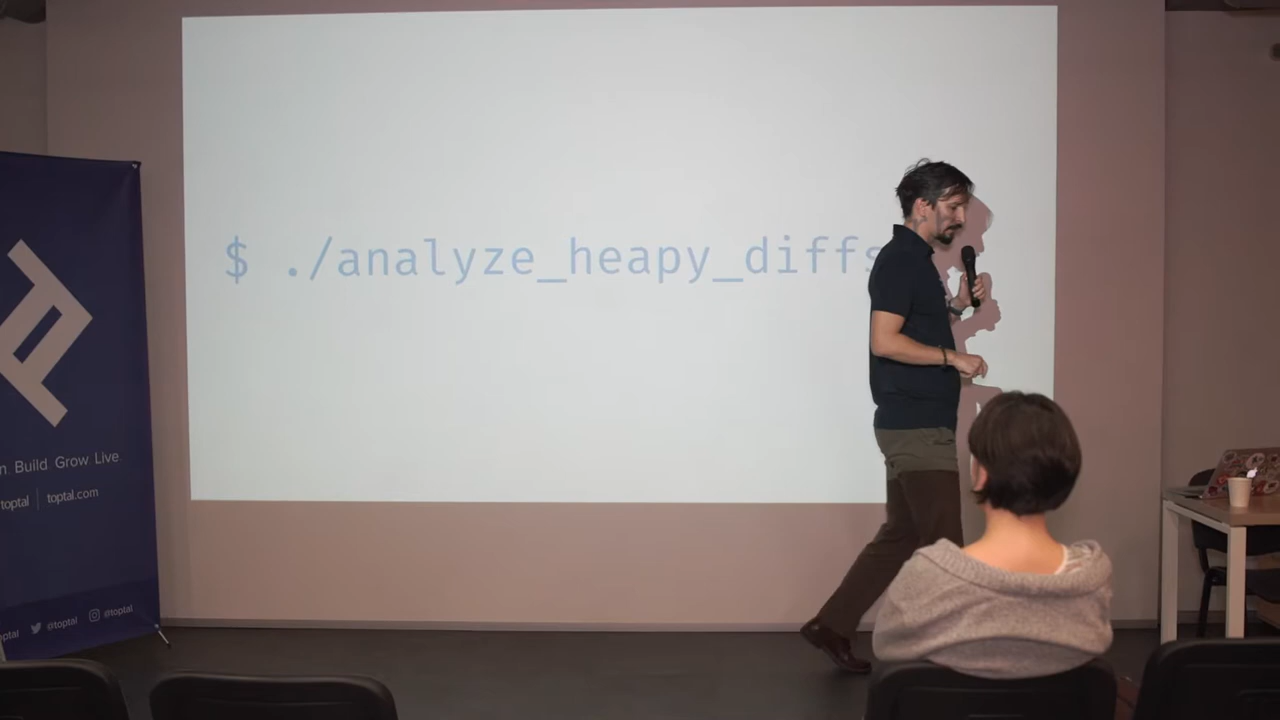 $ ./analyze_heapy_diffs
Build. Grow. Live.
toptal | toptal.com
@toptal @toptal